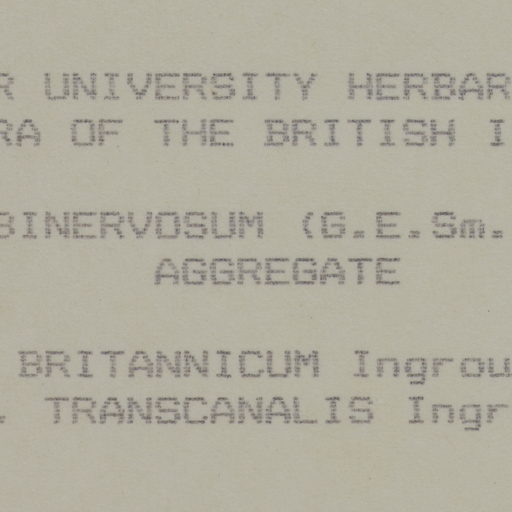 R UNIVERSITY HERBAR
RA OF THE BRITISH I
BINERVOSUM (G.E.Sm.
AGGREGATE
BRITANNICUM Ingrou
. TRANSCANALIS Ingr